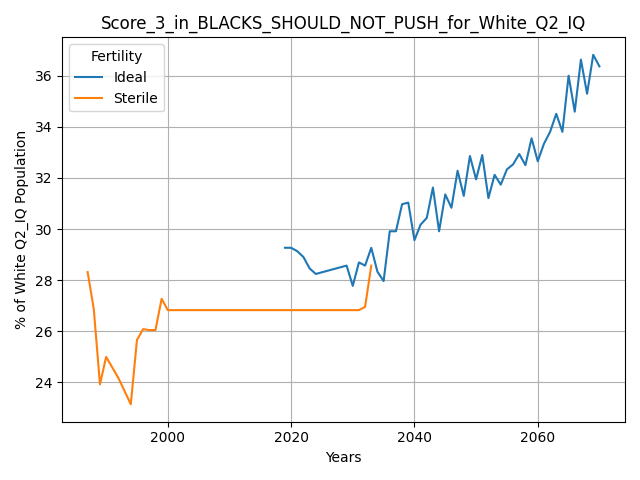 Score_3_in_BLACKS_SHOULD_NOT_PUSH_for_White_Q2_IQ
Fertility
Ideal
Sterile
% of White Q2_IQ Population
36
34
32
30
28
26
24
2000
2020
2040
2060
Years